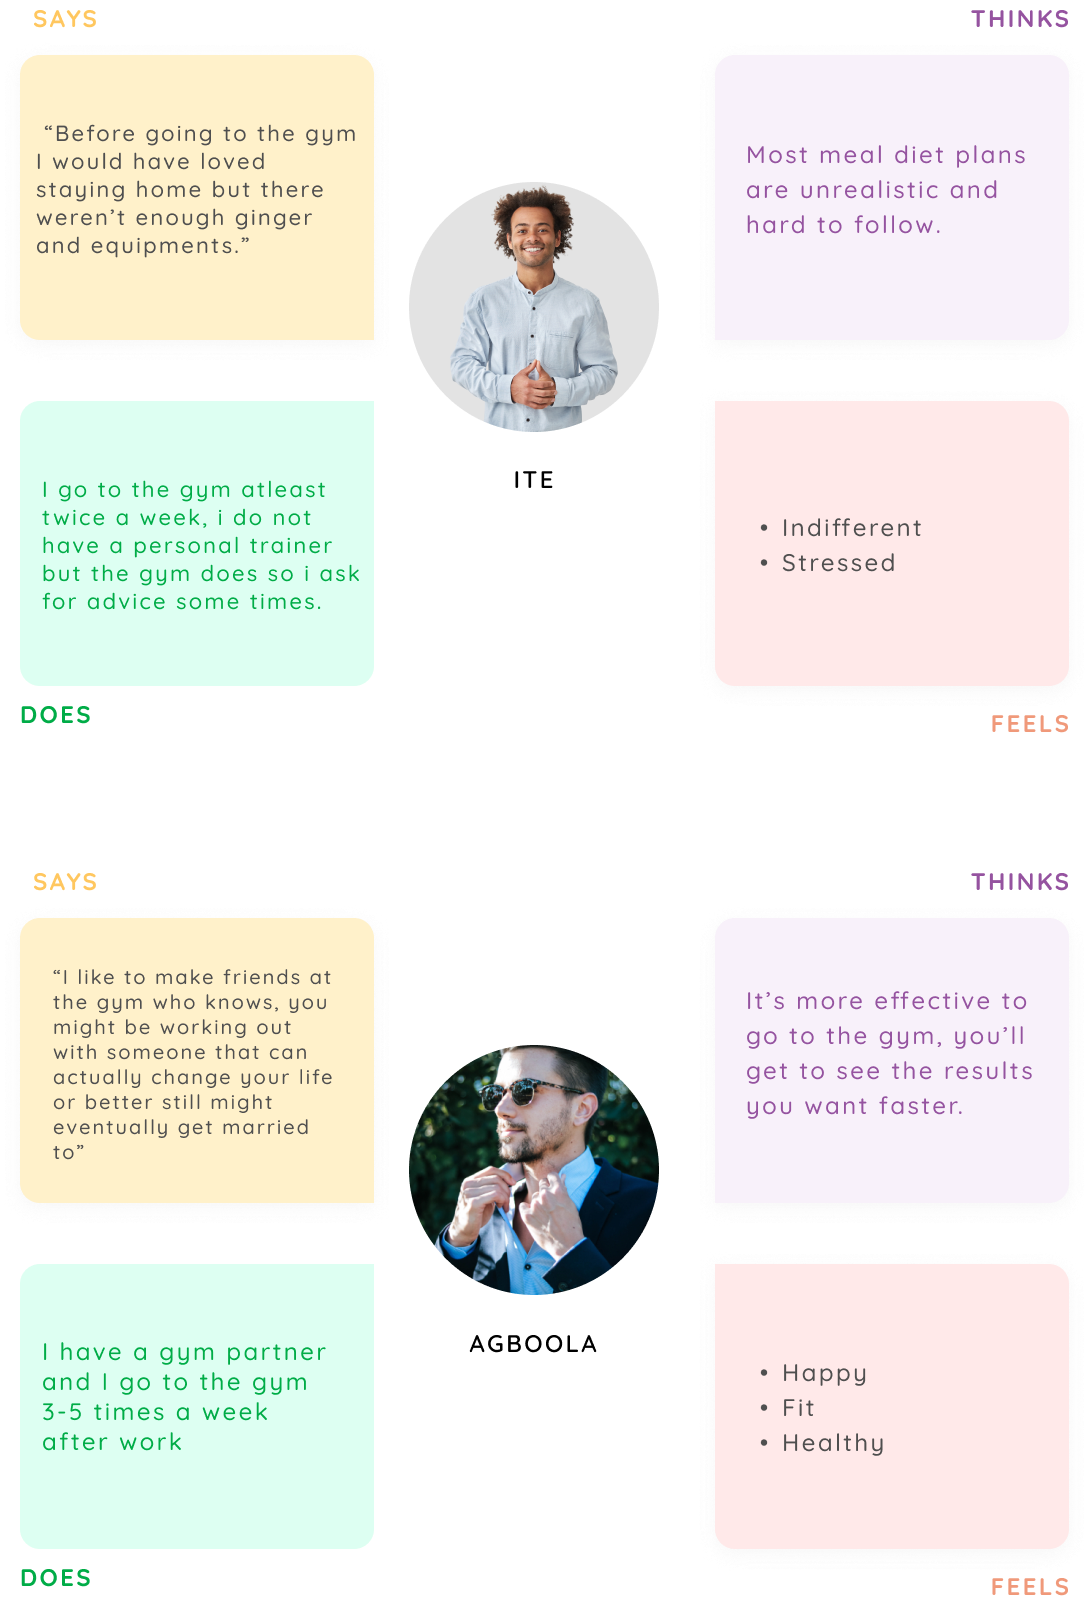 SAYS
THINKS
“Before going to the gym
I would have loved
staying home but there
weren’t enough ginger
and equipments.”
Most meal diet plans
are unrealistic and
hard to follow.
ITE
I go to the gym atleast
twice a week, i do not
have a personal trainer
but the gym does so i ask
for advice some times.
• Indifferent
• Stressed
DOES
FEELS
SAYS
THINKS
“I like to make friends at
the gym who knows, you
might be working out
with someone that can
actually change your life
or better still might
eventually get married
to”
It’s more effective to
go to the gym, you’ll
get to see the results
you want faster.
AGBOOLA
I have a gym partner
and I go to the gym
3-5 times a week
after work
• Happy
• Fit
• Healthy
DOES
FEELS